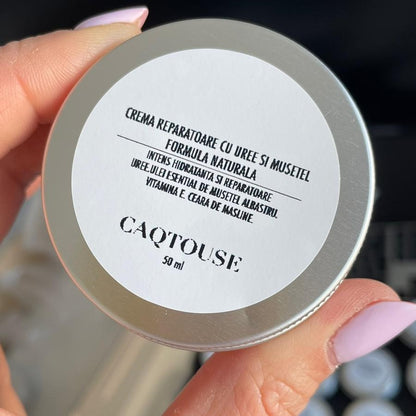 CREMA REPARATOARE CU UREE SI MUSETEL
FORMULA NATURALA
INTENS HIDRATANTA SI REPARATOARE
UREE.ULEI ESENTIAL DE MUSETEL ALBASTRU.
VITAMINA E. CEARA DE MASLINE.
CAQTOUSE
50 ml